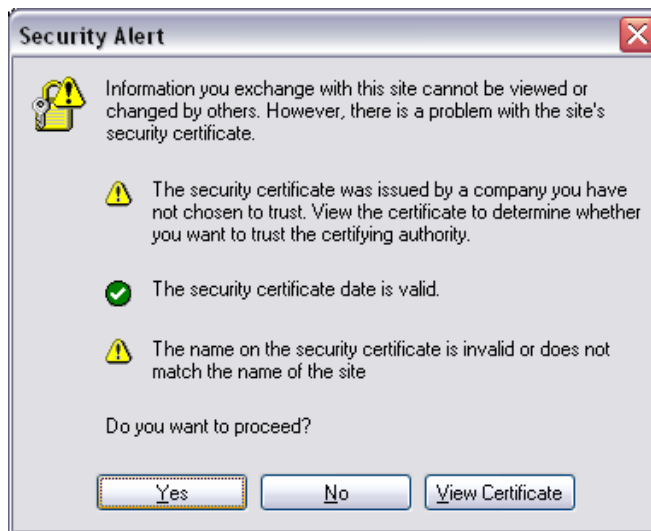 Security Alert
Information you exchange with this site cannot be viewed or
changed by others. However, there is a problem with the site's
security certificate.
The security certificate was issued by a company you have
not chosen to trust. View the certificate to determine whether
you want to trust the certifying authority.
The security certificate date is valid.
The name on the security certificate is invalid or does not
match the name of the site
Do you want to proceed?
Yes
No
View Certificate